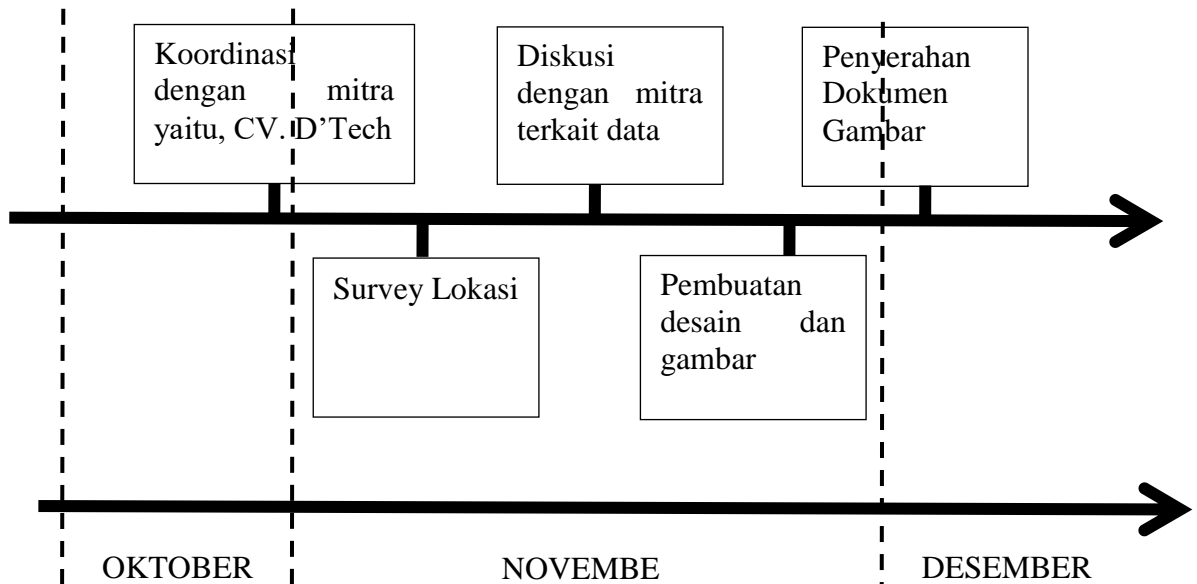 Koordinasi
dengan mitra
yaitu, CV. D’Tech
Diskusi
dengan mitra
terkait data
Penyerahan
Dokumen
Gambar
Survey Lokasi
Pembuatan
desain dan
gambar
OKTOBER
NOVEMBE
DESEMBER